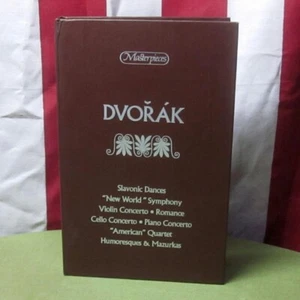 Masterpieces
DVOŘÁK
Slavonic Dances
"New World" Symphony
Violin Concerto • Romance
Cello Concerto • Piano Concerto
"American" Quartet
Humoresques & Mazurkas